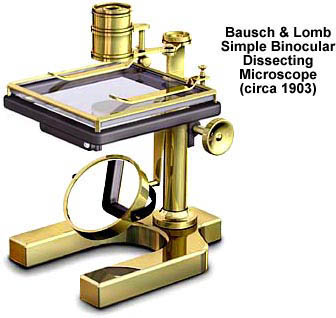 Bausch & Lomb
Simple Binocular
Dissecting
Microscope
(circa 1903)